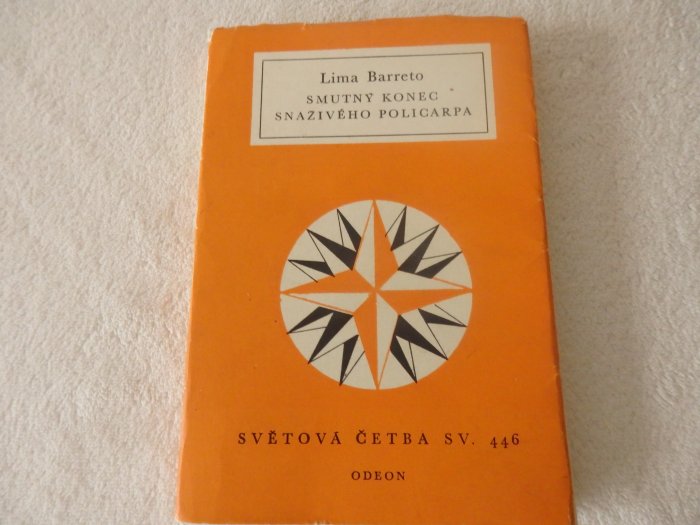 Lima Barreto
SMUTNÝ KONEC
SNAŽIVÉHO POLICARPA
SVĚTOVÁ ČETBA SV. 446
ODEON